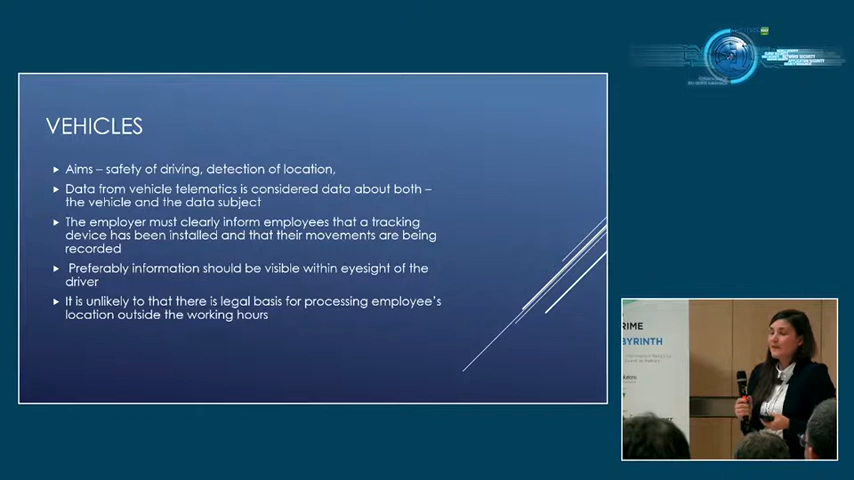 VEHICLES
Aims – safety of driving, detection of location,
Data from vehicle telematics is considered data about both –
the vehicle and the data subject
The employer must clearly inform employees that a tracking
device has been installed and that their movements are being
recorded
Preferably information should be visible within eyesight of the
driver
It is unlikely to that there is legal basis for processing employee's
location outside the working hours
RIME
BYRINTH